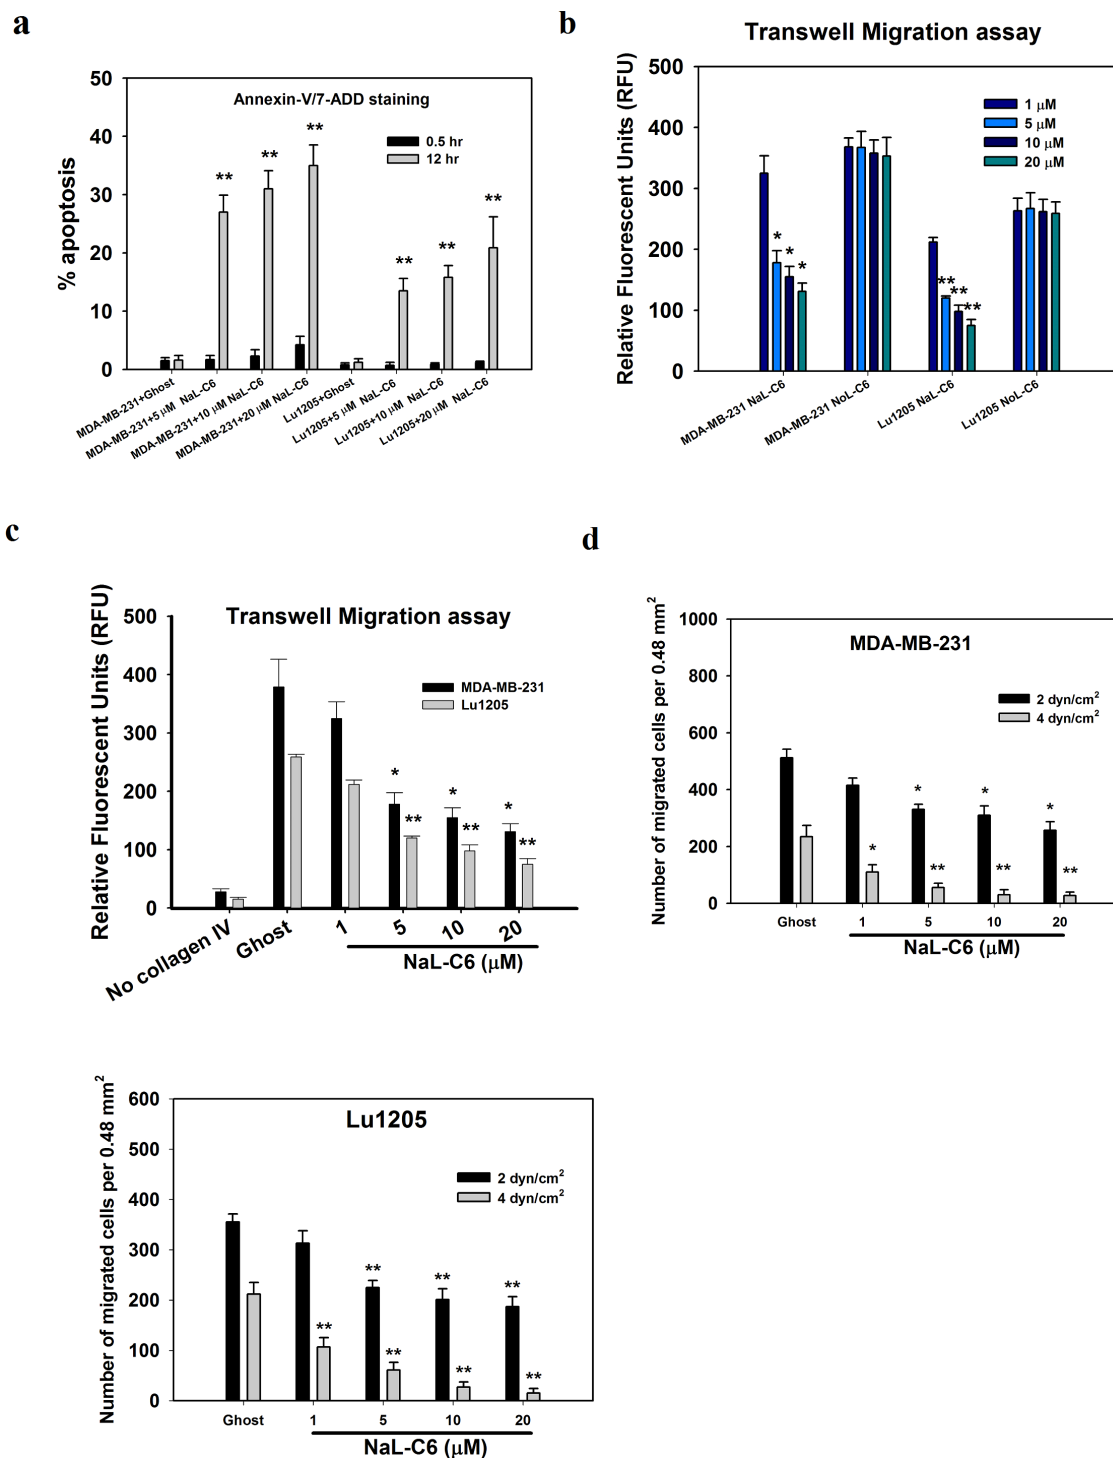 a
Annexin-V/7-ADD staining
0.5 hr
12 hr
% apoptosis
50
40
30
20
10
0
MDA-MB-231+Ghost
MDA-MB-231+5 μM NaL-C6
MDA-MB-231+10 μM NaL-C6
MDA-MB-231+20 μM NaL-C6
Lu1205+Ghost
Lu1205+5 μM NaL-C6
Lu1205+10 μM NaL-C6
Lu1205+20 μM NaL-C6
** ** ** ** ** **
b
Transwell Migration assay
1 μM
5 μM
10 μM
20 μM
Relative Fluorescent Units (RFU)
500
400
300
200
100
0
* * * ** ** **
MDA-MB-231 NaL-C6
MDA-MB-231 NoL-C6
Lu1205 NaL-C6
Lu1205 NoL-C6
c
Transwell Migration assay
MDA-MB-231
Lu1205
Relative Fluorescent Units (RFU)
500
400
300
200
100
0
* ** * ** * **
No collagen IV Ghost 1 5 10 20
NaL-C6 (μM)
d
MDA-MB-231
2 dyn/cm²
4 dyn/cm²
Number of migrated cells per 0.48 mm²
1000
800
600
400
200
0
* * ** * ** * **
Ghost 1 5 10 20
NaL-C6 (μM)
Lu1205
2 dyn/cm²
4 dyn/cm²
Number of migrated cells per 0.48 mm²
600
500
400
300
200
100
0
** ** ** ** ** ** **
Ghost 1 5 10 20
NaL-C6 (μM)